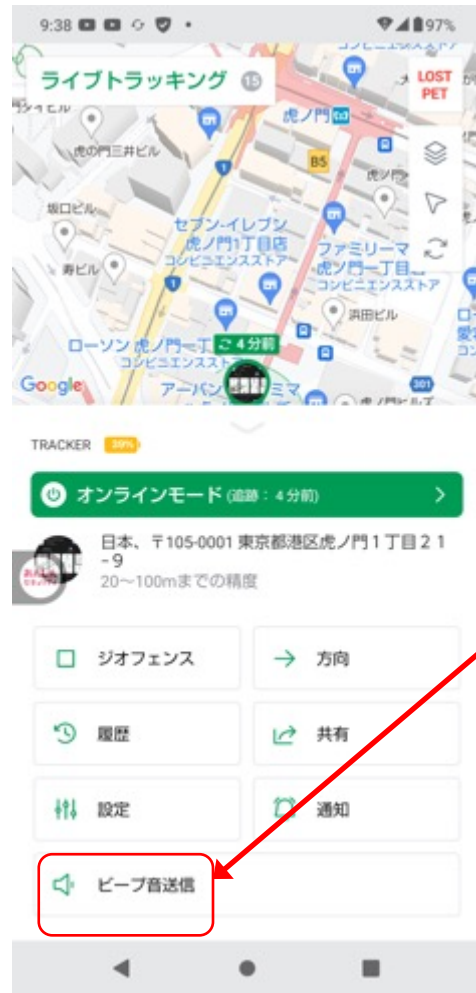 9:38
97%
ライブトラッキング 15
LOST
PET
虎ノ門
虎の門三井ビル
B5
坂口ビル
セブン-イレブン
虎ノ門1丁目店
コンビニエンスストア
ファミリーマ
虎ノ門一丁目
コンビニエンスストア
寿ビル
浜田ビル
ローソン 虎ノ門一丁
コンビニエンススト
4 分前
Google
アーバン
ミマ
301
TRACKER 39%
オンラインモード (追跡 : 4 分前)
日本、〒105-0001 東京都港区虎ノ門1丁目21
-9
20~100mまでの精度
ジオフェンス
方向
履歴
共有
設定
通知
ビープ音送信